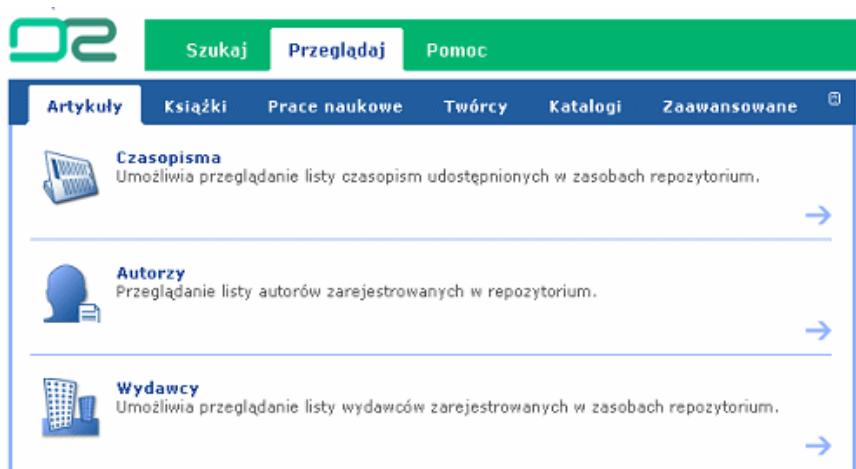 Szukaj Przeglądaj Pomoc
Artykuły Książki Prace naukowe Twórcy Katalogi Zaawansowane
Czasopisma
Umożliwia przeglądanie listy czasopism udostępnionych w zasobach repozytorium.
Autorzy
Przeglądanie listy autorów zarejestrowanych w repozytorium.
Wydawcy
Umożliwia przeglądanie listy wydawców zarejestrowanych w zasobach repozytorium.